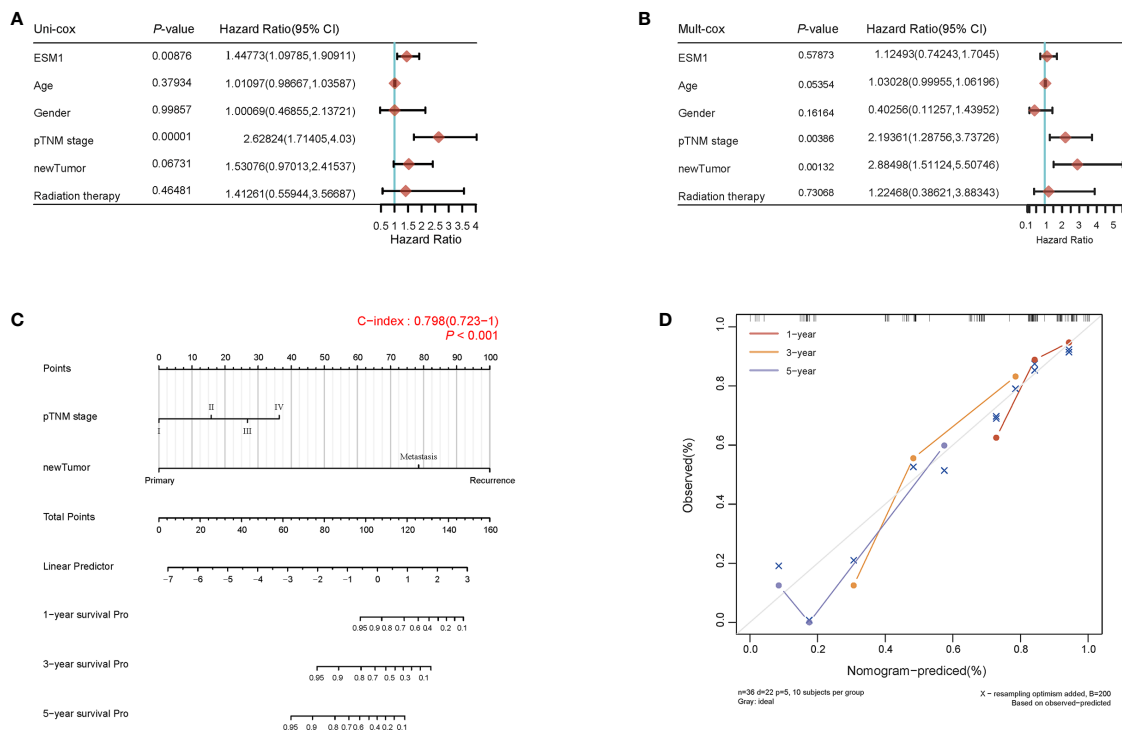 A
Uni-cox P-value Hazard Ratio(95% CI)
ESM1 0.00876 1.44773(1.09785,1.90911)
Age 0.37934 1.01097(0.98667,1.03587)
Gender 0.99857 1.00069(0.46855,2.13721)
pTNM stage 0.00001 2.62824(1.71405,4.03)
newTumor 0.06731 1.53076(0.97013,2.41537)
Radiation therapy 0.46481 1.41261(0.55944,3.56687)
0.5 1 1.5 2 2.5 3 3.5 4
Hazard Ratio
B
Mult-cox P-value Hazard Ratio(95% CI)
ESM1 0.57873 1.12493(0.74243,1.7045)
Age 0.05354 1.03028(0.99955,1.06196)
Gender 0.16164 0.40256(0.11257,1.43952)
pTNM stage 0.00386 2.19361(1.28756,3.73726)
newTumor 0.00132 2.88498(1.51124,5.50746)
Radiation therapy 0.73068 1.22468(0.38621,3.88343)
0.1 1 2 3 4 5
Hazard Ratio
C
C-index : 0.798(0.723-1)
P < 0.001
Points 0 10 20 30 40 50 60 70 80 90 100
pTNM stage I II III IV
newTumor Primary Metastasis Recurrence
Total Points 0 20 40 60 80 100 120 140 160
Linear Predictor -7 -6 -5 -4 -3 -2 -1 0 1 2 3
1-year survival Pro 0.95 0.9 0.8 0.7 0.6 0.4 0.2 0.1
3-year survival Pro 0.95 0.9 0.8 0.7 0.5 0.3 0.1
5-year survival Pro 0.95 0.9 0.8 0.7 0.6 0.4 0.2 0.1
D
1-year
3-year
5-year
Observed(%)
1.0
0.8
0.6
0.4
0.2
0.0
0.0 0.2 0.4 0.6 0.8 1.0
Nomogram-prediced(%)
n=36 d=22 p=5, 10 subjects per group
Gray: ideal
X - resampling optimism added, B=200
Based on observed-predicted